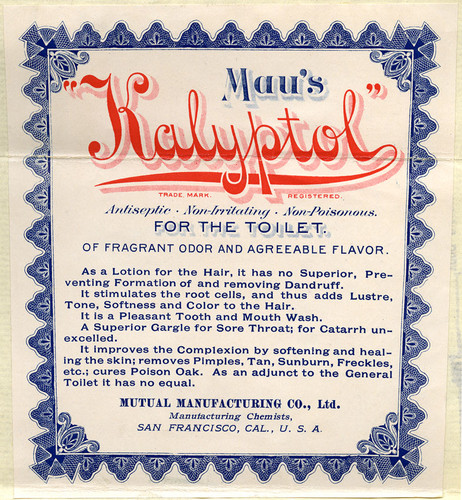 Mau's
"Kalyptol"
TRADE MARK. REGISTERED.
Antiseptic · Non-Irritating · Non-Poisonous.
FOR THE TOILET.
OF FRAGRANT ODOR AND AGREEABLE FLAVOR.
As a Lotion for the Hair, it has no Superior, Pre-
venting Formation of and removing Dandruff.
It stimulates the root cells, and thus adds Lustre,
Tone, Softness and Color to the Hair.
It is a Pleasant Tooth and Mouth Wash.
A Superior Gargle for Sore Throat; for Catarrh un-
excelled.
It improves the Complexion by softening and heal-
ing the skin; removes Pimples, Tan, Sunburn, Freckles,
etc.; cures Poison Oak. As an adjunct to the General
Toilet it has no equal.
MUTUAL MANUFACTURING CO., Ltd.
Manufacturing Chemists,
SAN FRANCISCO, CAL., U. S. A.